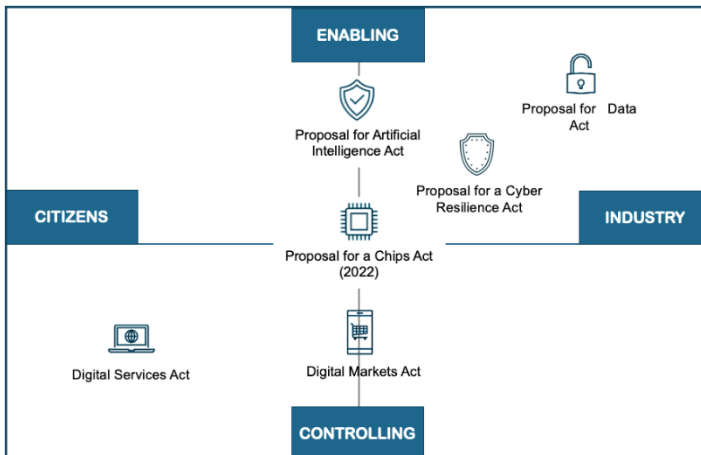 ENABLING
Proposal for Data
Act
Proposal for Artificial
Intelligence Act
Proposal for a Cyber
Resilience Act
CITIZENS
INDUSTRY
Proposal for a Chips Act
(2022)
Digital Services Act
Digital Markets Act
CONTROLLING